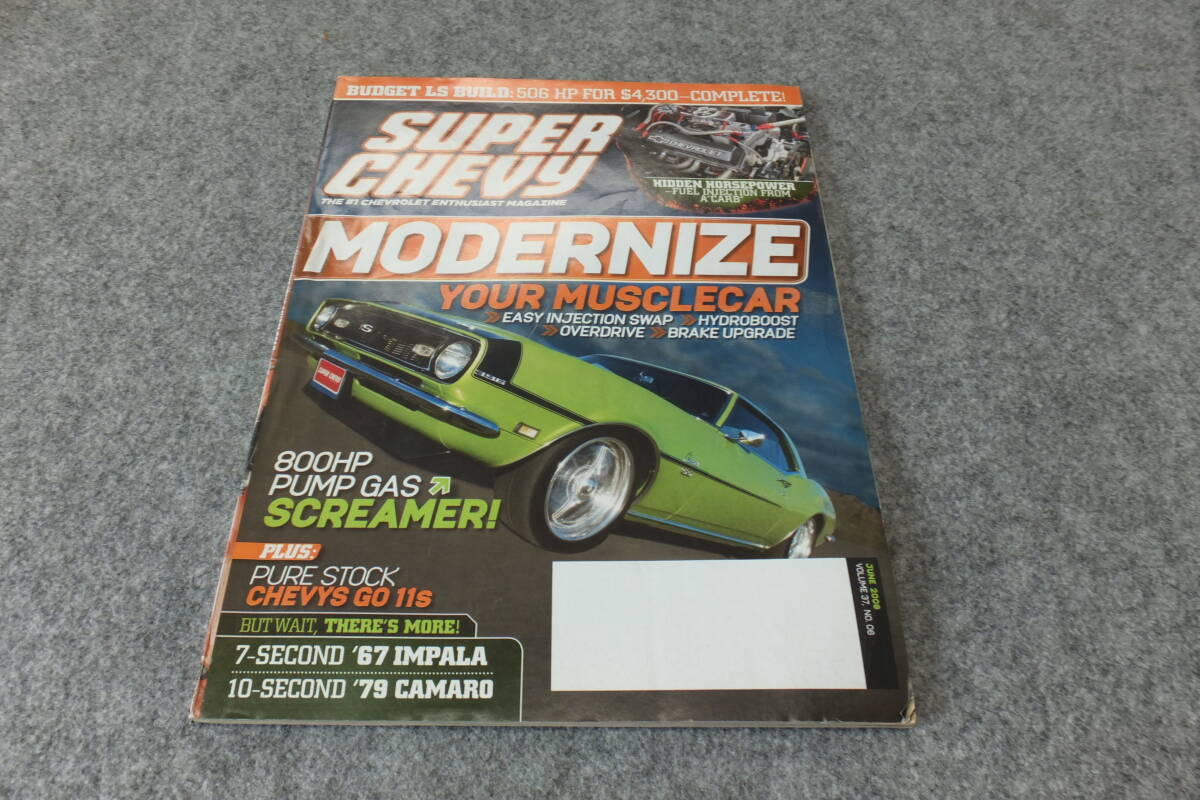 BUDGET LS BUILD: 506 HP FOR $4,300—COMPLETE!
SUPER
CHEVY
THE #1 CHEVROLET ENTHUSIAST MAGAZINE
CHEVROLET
HIDDEN HORSEPOWER
—FUEL INJECTION FROM
A CARB
MODERNIZE
YOUR MUSCLECAR
EASY INJECTION SWAP HYDROBOOST
OVERDRIVE BRAKE UPGRADE
SUPER CHEVY
800HP
PUMP GAS
SCREAMER!
PLUS:
PURE STOCK
CHEVYS GO 11s
BUT WAIT, THERE'S MORE!
7-SECOND '67 IMPALA
10-SECOND '79 CAMARO
JUNE 2008
VOLUME 37, NO. 06